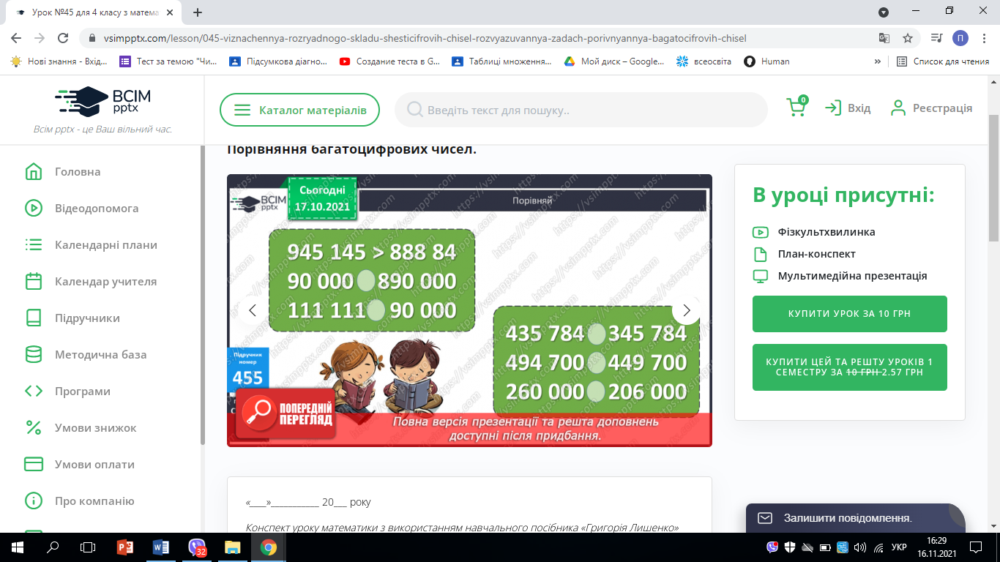 Урок №45 для 4 класу з матема
vsimpptx.com/lesson/045-viznachennya-rozryadnogo-skladu-shesticifrovih-chisel-rozvyazuvannya-zadach-porivnyannya-bagatocifrovih-chisel
Нові знання - Вхід...
Тест за темою "Чи...
Підсумкова діагно...
Создание теста в G...
Таблиці множення...
Мой диск – Google...
всеосвіта
Human
»
Список для чтения
ВСІМ
pptx
Всім pptx - це Ваш вільний час.
Каталог матеріалів
Введіть текст для пошуку..
0
Вхід
Реєстрація
Головна
Відеодопомога
Календарні плани
Календар учителя
Підручники
Методична база
Програми
Умови знижок
Умови оплати
Про компанію
Порівняння багатоцифрових чисел.
ВСІМ
pptx
Сьогодні
17.10.2021
Порівняй
945 145 > 888 84
90 000 890 000
111 111 90 000
435 784 345 784
494 700 449 700
260 000 206 000
Підручник
номер
455
ПОПЕРЕДНІЙ
ПЕРЕГЛЯД
Повна версія презентації та решта доповнень
доступні після придбання.
https://vsimpptx.com
В уроці присутні:
Фізкультхвилинка
План-конспект
Мультимедійна презентація
КУПИТИ УРОК ЗА 10 ГРН
КУПИТИ ЦЕЙ ТА РЕШТУ УРОКІВ 1
СЕМЕСТРУ ЗА 10 ГРН 2.57 ГРН
«____»___________ 20___ року
Конспект уроку математики з використанням навчального посібника «Григорія Лишенко»
Залишити повідомлення.
32
УКР
16:29
16.11.2021